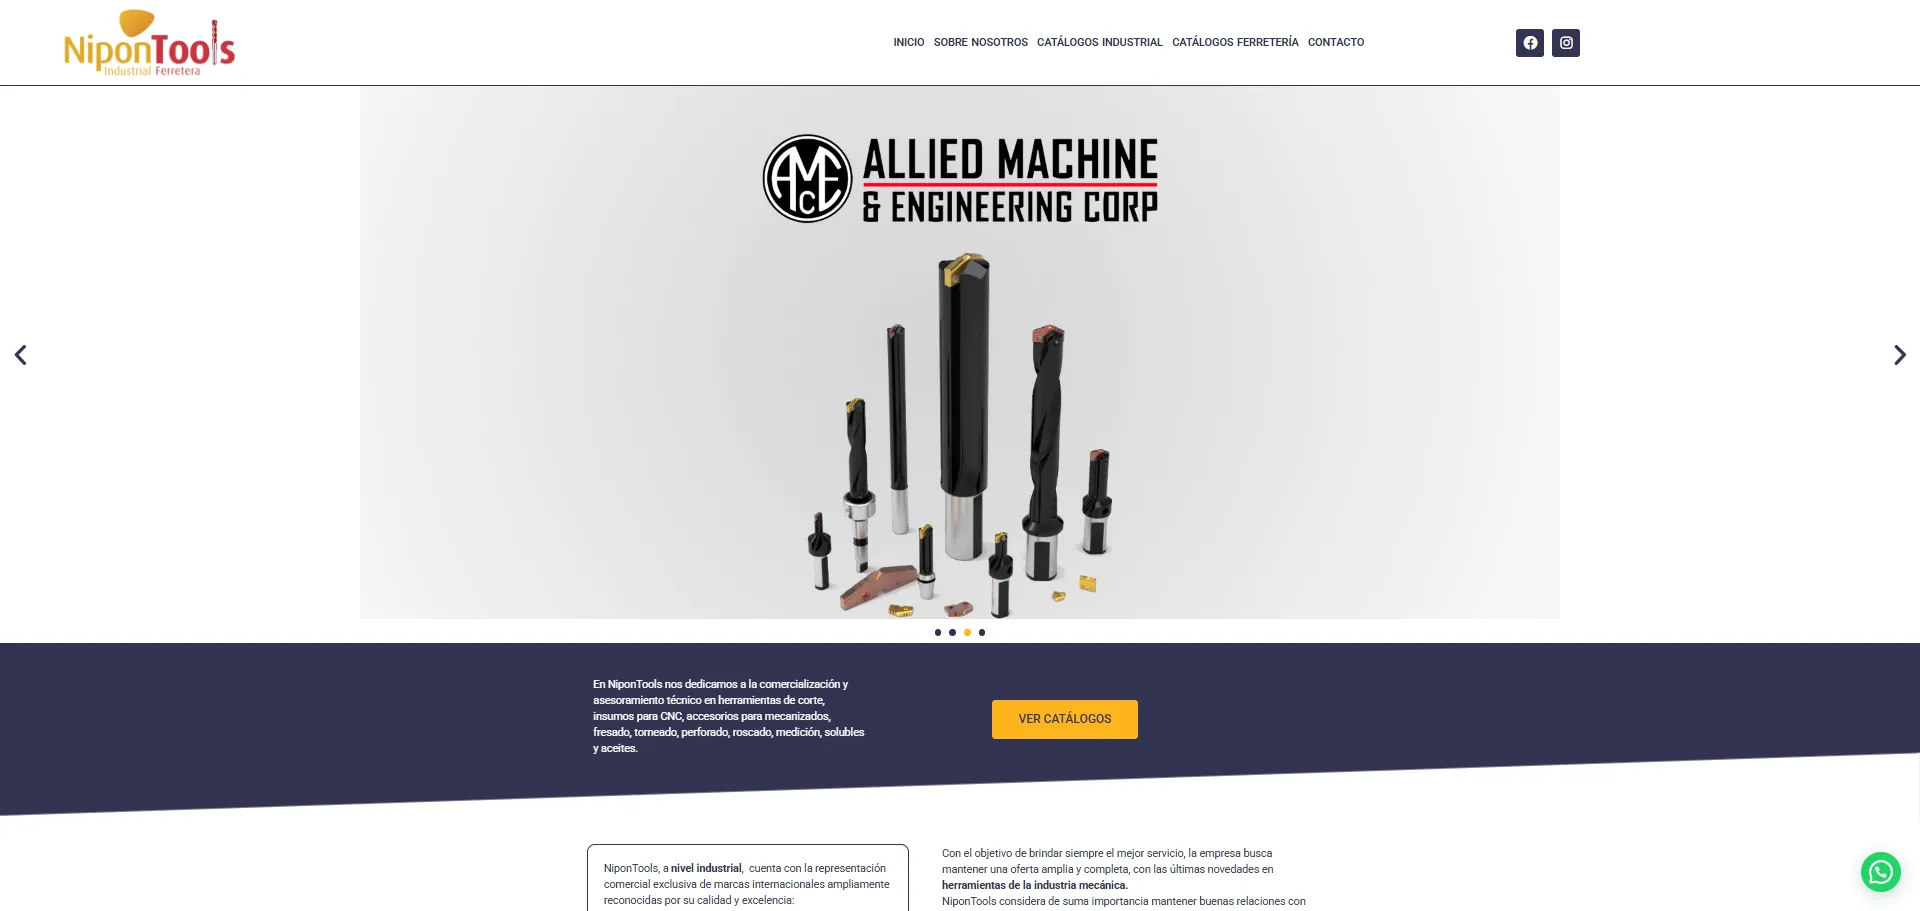 NiponTools
Industrial Ferretera
INICIO SOBRE NOSOTROS CATÁLOGOS INDUSTRIAL CATÁLOGOS FERRETERÍA CONTACTO
AMEC
ALLIED MACHINE
& ENGINEERING CORP
En NiponTools nos dedicamos a la comercialización y
asesoramiento técnico en herramientas de corte,
insumos para CNC, accesorios para mecanizados,
fresado, torneado, perforado, roscado, medición, solubles
y aceites.
VER CATÁLOGOS
NiponTools, a nivel industrial, cuenta con la representación
comercial exclusiva de marcas internacionales ampliamente
reconocidas por su calidad y excelencia:
Con el objetivo de brindar siempre el mejor servicio, la empresa busca
mantener una oferta amplia y completa, con las últimas novedades en
herramientas de la industria mecánica.
NiponTools considera de suma importancia mantener buenas relaciones con